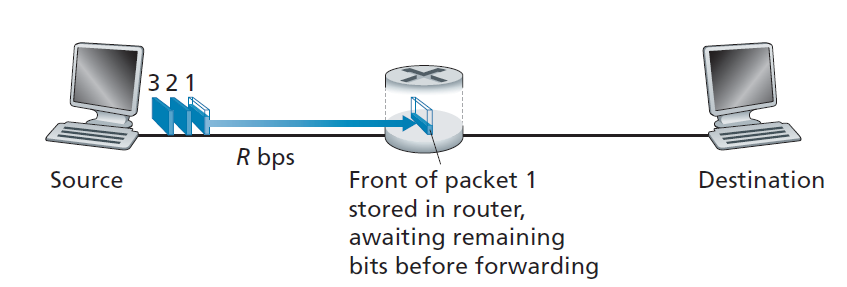 3 2 1
R bps
Source
Front of packet 1
stored in router,
awaiting remaining
bits before forwarding
Destination